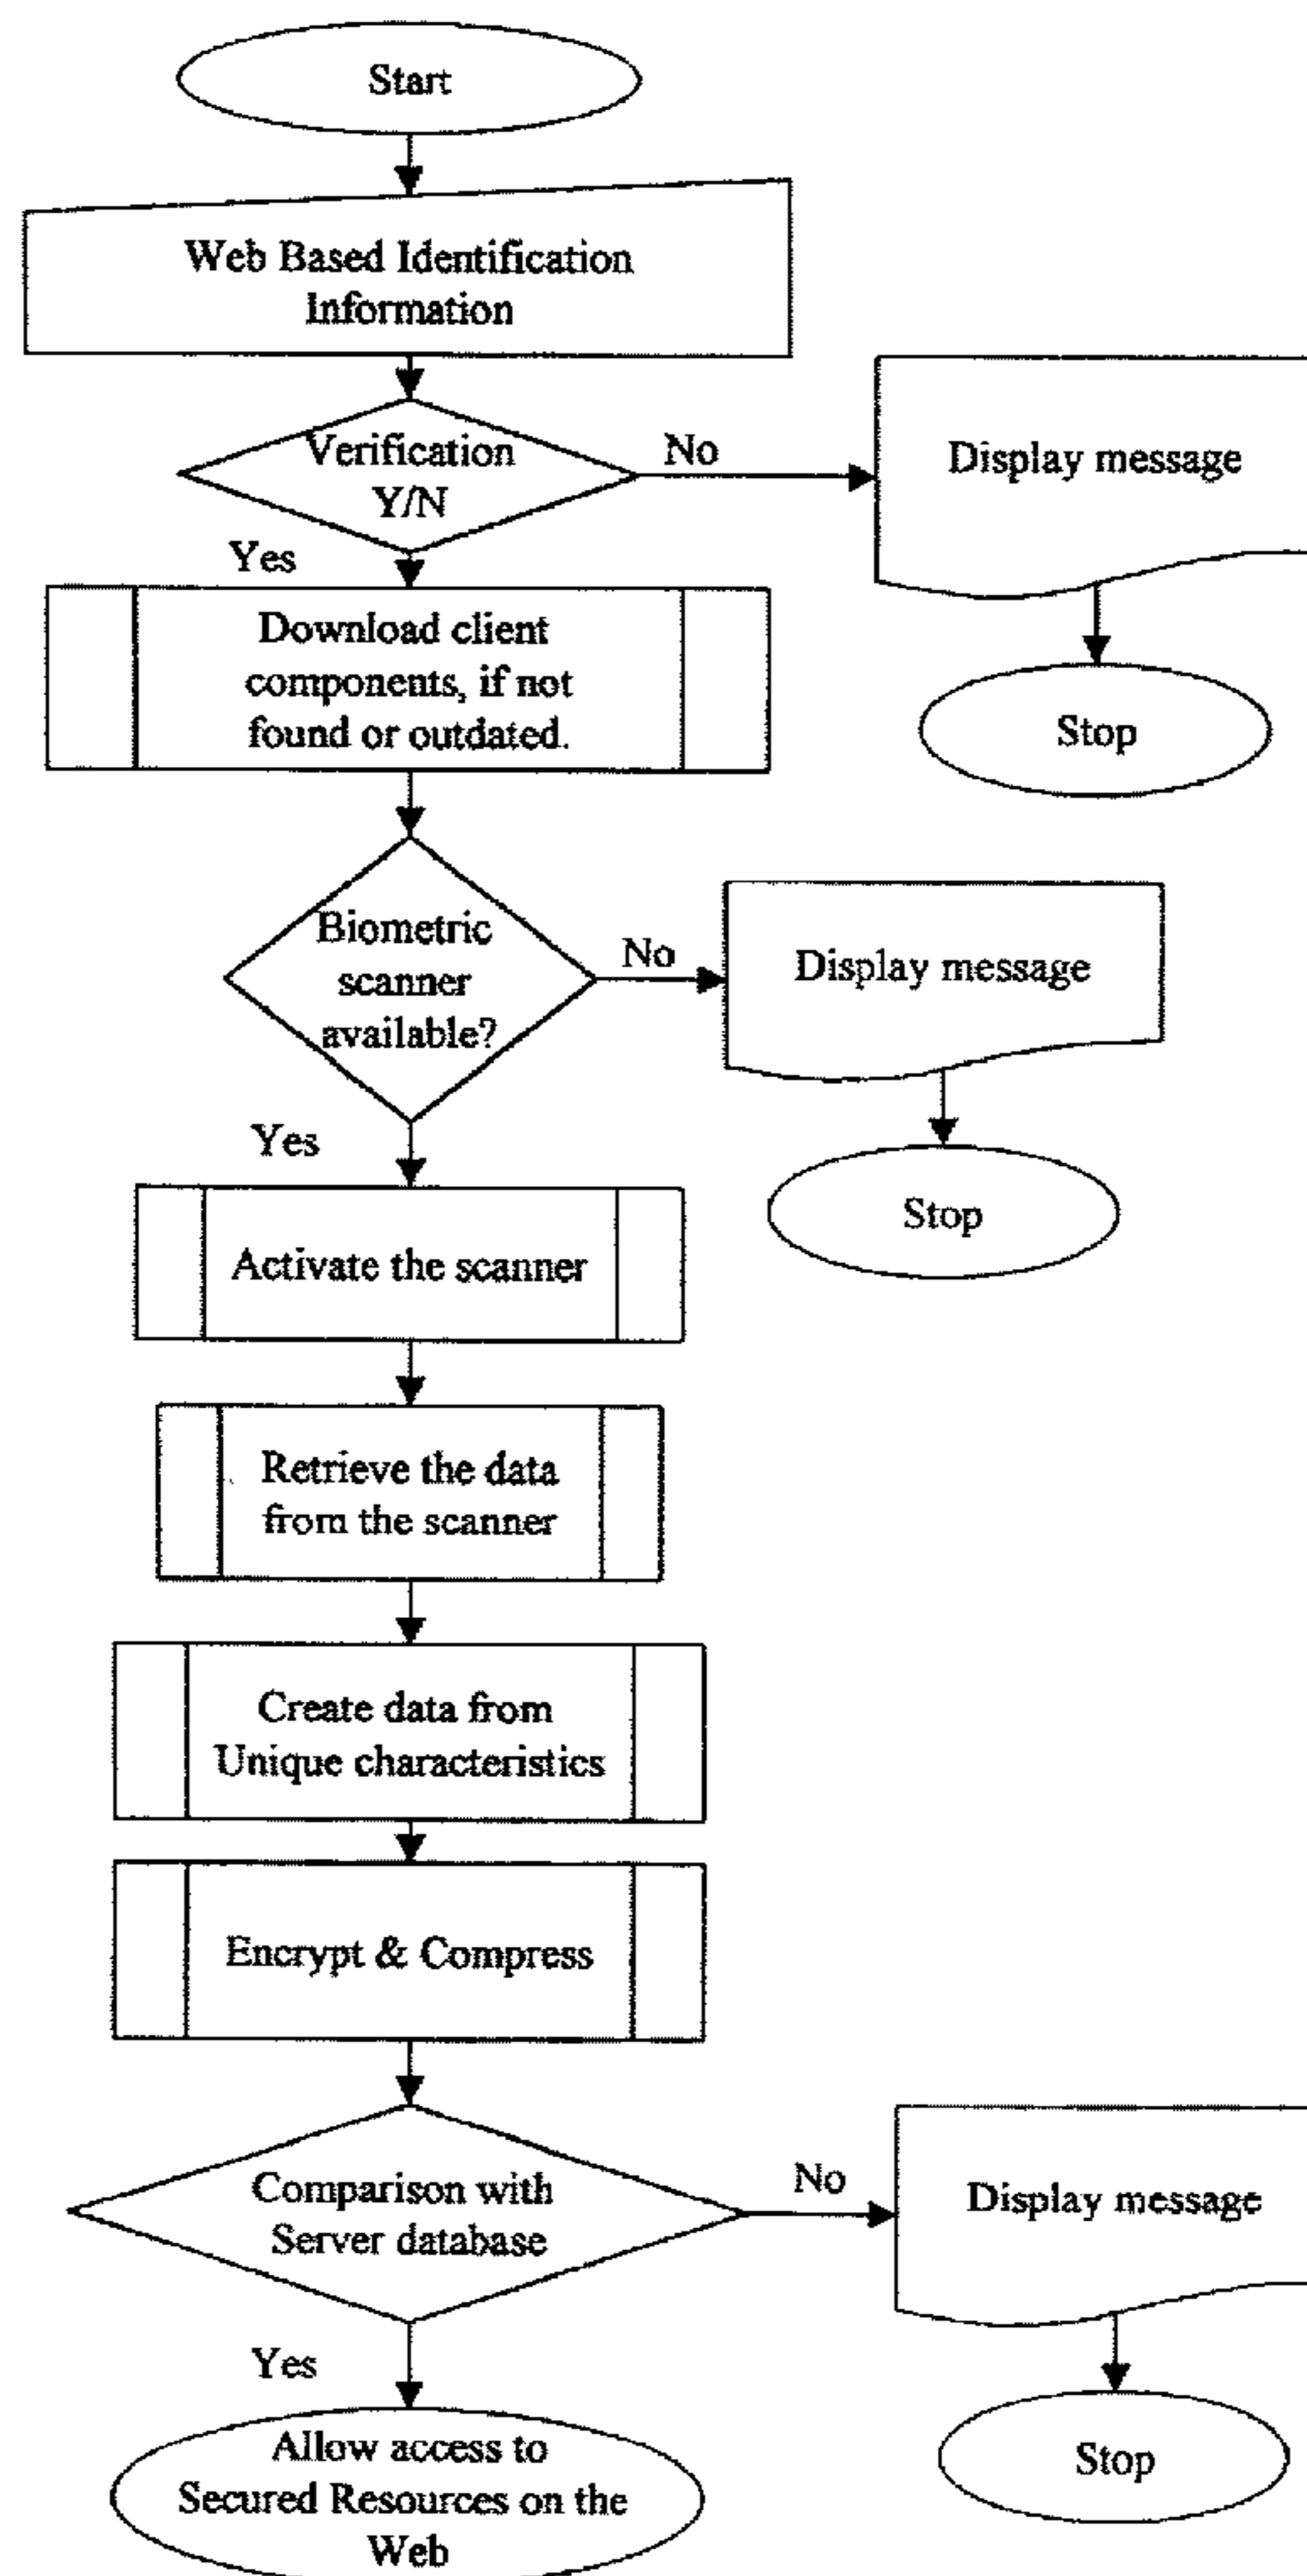 Start
Web Based Identification
Information
Verification
Y/N
No
Display message
Stop
Yes
Download client
components, if not
found or outdated.
Biometric
scanner
available?
No
Display message
Stop
Yes
Activate the scanner
Retrieve the data
from the scanner
Create data from
Unique characteristics
Encrypt & Compress
Comparison with
Server database
No
Display message
Stop
Yes
Allow access to
Secured Resources on the
Web